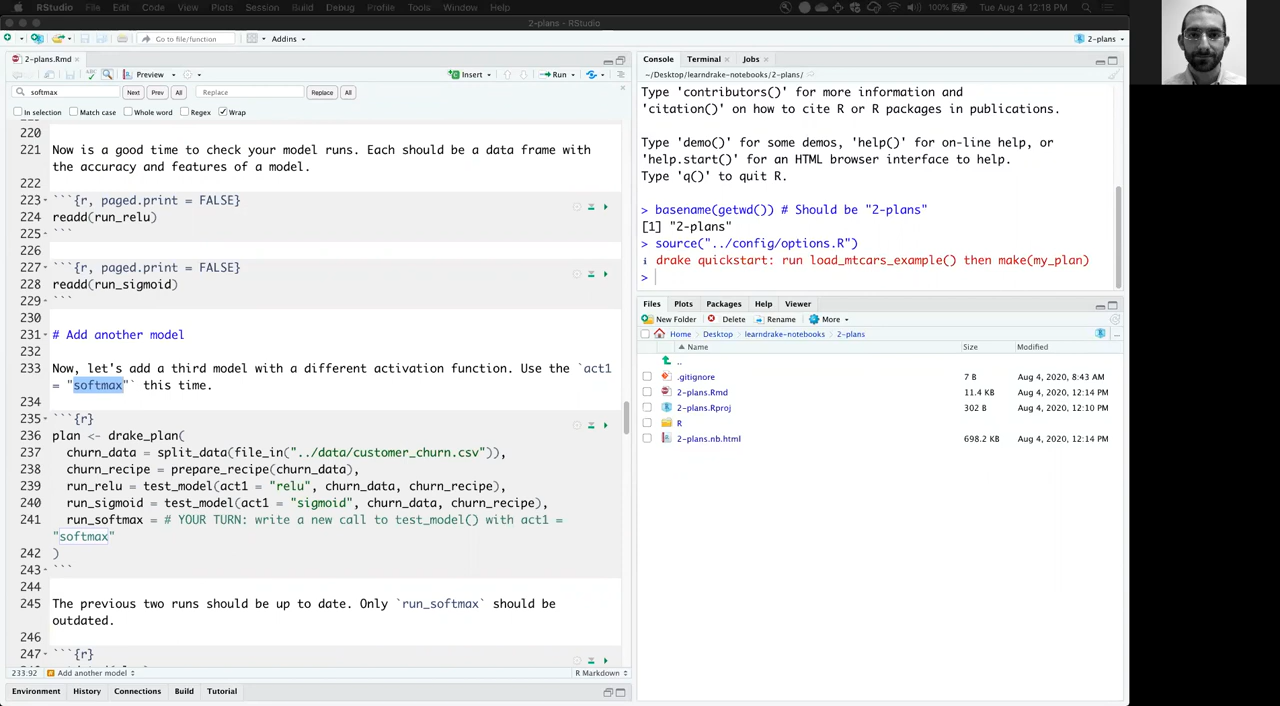 RStudio File Edit Code View Plots Session Build Debug Profile Tools Window Help 100% Tue Aug 4 12:18 PM
2-plans - RStudio
Go to file/function Addins 2-plans
2-plans.Rmd
Preview Insert Run
softmax Next Prev All Replace Replace All
In selection Match case Whole word Regex Wrap
220
221 Now is a good time to check your model runs. Each should be a data frame with
the accuracy and features of a model.
222
223 ```{r, paged.print = FALSE}
224 readd(run_relu)
225 ```
226
227 ```{r, paged.print = FALSE}
228 readd(run_sigmoid)
229 ```
230
231 # Add another model
232
233 Now, let's add a third model with a different activation function. Use the `act1
= "softmax"` this time.
234
235 ```{r}
236 plan <- drake_plan(
237 churn_data = split_data(file_in("../data/customer_churn.csv")),
238 churn_recipe = prepare_recipe(churn_data),
239 run_relu = test_model(act1 = "relu", churn_data, churn_recipe),
240 run_sigmoid = test_model(act1 = "sigmoid", churn_data, churn_recipe),
241 run_softmax = # YOUR TURN: write a new call to test_model() with act1 =
"softmax"
242 )
243 ```
244
245 The previous two runs should be up to date. Only `run_softmax` should be
outdated.
246
247 ```{r}
233:92 Add another model R Markdown
Environment History Connections Build Tutorial
Console Terminal Jobs
~/Desktop/learndrake-notebooks/2-plans/
Type 'contributors()' for more information and
'citation()' on how to cite R or R packages in publications.
Type 'demo()' for some demos, 'help()' for on-line help, or
'help.start()' for an HTML browser interface to help.
Type 'q()' to quit R.
> basename(getwd()) # Should be "2-plans"
[1] "2-plans"
> source("../config/options.R")
ℹ drake quickstart: run load_mtcars_example() then make(my_plan)
>
Files Plots Packages Help Viewer
New Folder Delete Rename More
Home Desktop learndrake-notebooks 2-plans ...
Name Size Modified
..
.gitignore 7 B Aug 4, 2020, 8:43 AM
2-plans.Rmd 11.4 KB Aug 4, 2020, 12:14 PM
2-plans.Rproj 302 B Aug 4, 2020, 12:10 PM
R
2-plans.nb.html 698.2 KB Aug 4, 2020, 12:14 PM